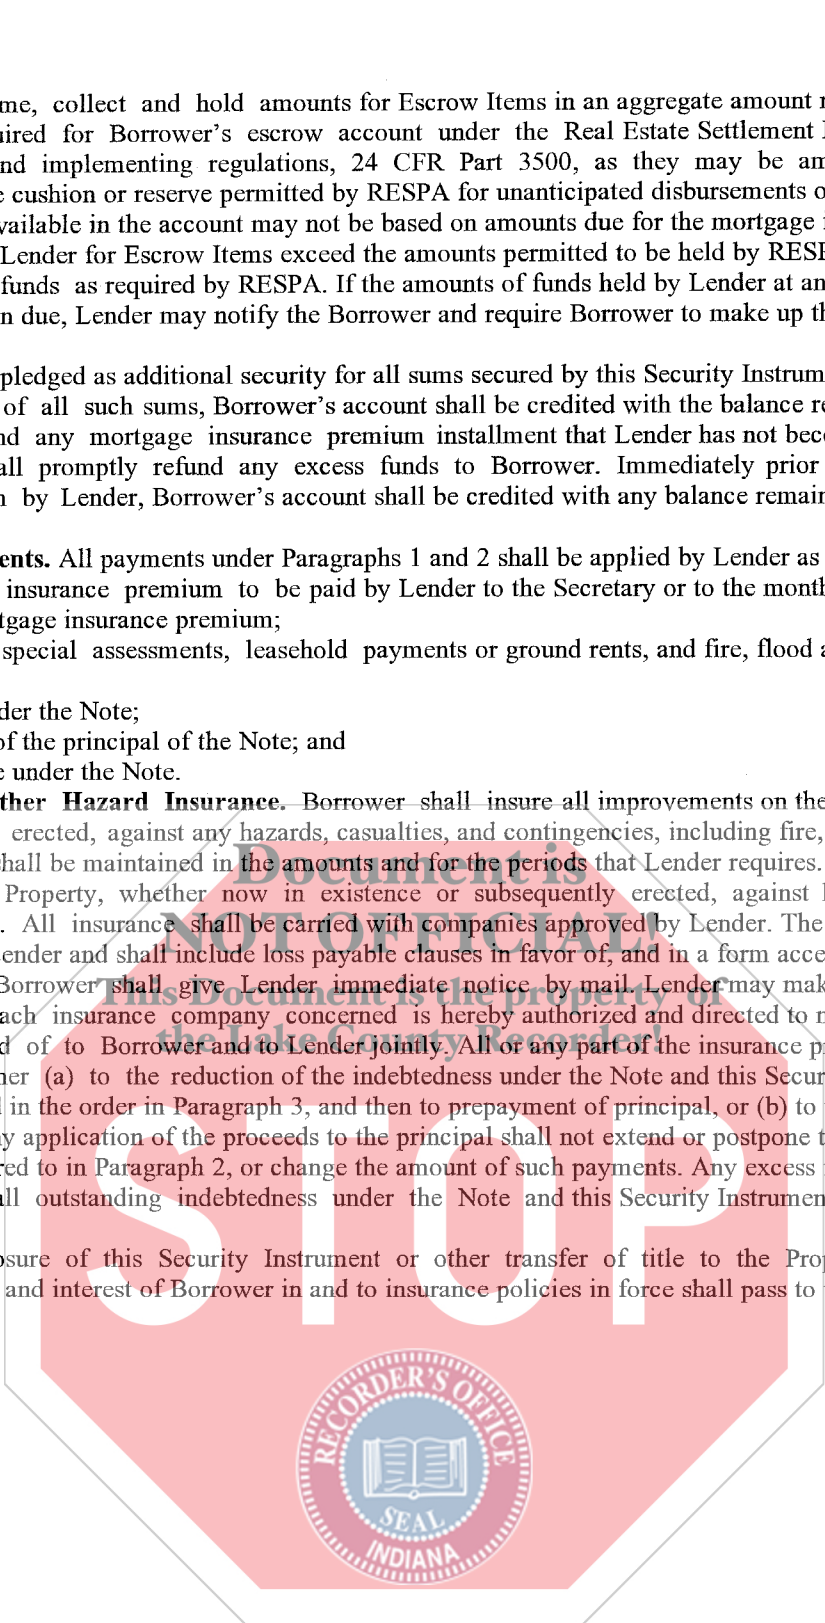 me, collect and hold amounts for Escrow Items in an aggregate amount
uired for Borrower’s escrow account under the Real Estate Settlement
nd implementing regulations, 24 CFR Part 3500, as they may be am
e cushion or reserve permitted by RESPA for unanticipated disbursements o
vailable in the account may not be based on amounts due for the mortgage
Lender for Escrow Items exceed the amounts permitted to be held by RESP
funds as required by RESPA. If the amounts of funds held by Lender at an
n due, Lender may notify the Borrower and require Borrower to make up th
pledged as additional security for all sums secured by this Security Instrum
of all such sums, Borrower’s account shall be credited with the balance re
nd any mortgage insurance premium installment that Lender has not bec
all promptly refund any excess funds to Borrower. Immediately prior
n by Lender, Borrower’s account shall be credited with any balance remain
ents. All payments under Paragraphs 1 and 2 shall be applied by Lender as
insurance premium to be paid by Lender to the Secretary or to the month
tgage insurance premium;
special assessments, leasehold payments or ground rents, and fire, flood a
der the Note;
of the principal of the Note; and
e under the Note.
ther Hazard Insurance. Borrower shall insure all improvements on the
erected, against any hazards, casualties, and contingencies, including fire,
Document is
hall be maintained in the amounts and for the periods that Lender requires.
Property, whether now in existence or subsequently erected, against
NOT OFFICIAL!
. All insurance shall be carried with companies approved by Lender. The
ender and shall include loss payable clauses in favor of, and in a form acce
Borrower shall give Lender immediate notice by mail. Lender may mak
This Document is the property of
ach insurance company concerned is hereby authorized and directed to m
the Lake County Recorder!
d of to Borrower and to Lender jointly. All or any part of the insurance p
her (a) to the reduction of the indebtedness under the Note and this Secur
in the order in Paragraph 3, and then to prepayment of principal, or (b) to
y application of the proceeds to the principal shall not extend or postpone t
red to in Paragraph 2, or change the amount of such payments. Any excess
all outstanding indebtedness under the Note and this Security Instrumen
STOP
osure of this Security Instrument or other transfer of title to the Prop
and interest of Borrower in and to insurance policies in force shall pass to
RECORDER’S OFFICE
SEAL
INDIANA